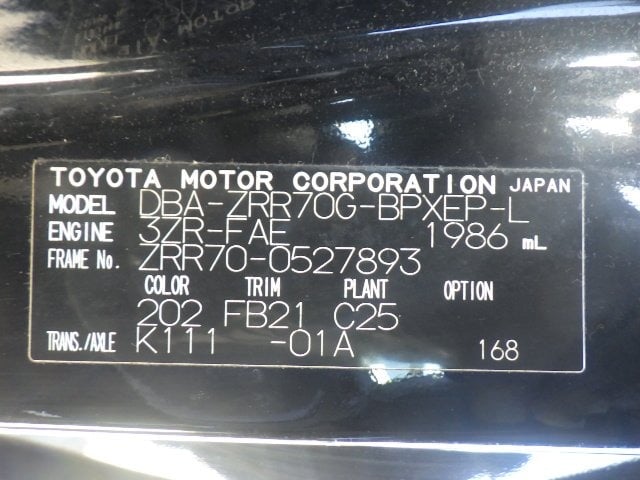 TOYOTA MOTOR CORPORATION JAPAN
MODEL DBA-ZRR70G-BPXEP-L
ENGINE 3ZR-FAE 1986 mL
FRAME No. ZRR70-0527893
COLOR TRIM PLANT OPTION
202 FB21 C25
TRANS./AXLE K111 -01A 168